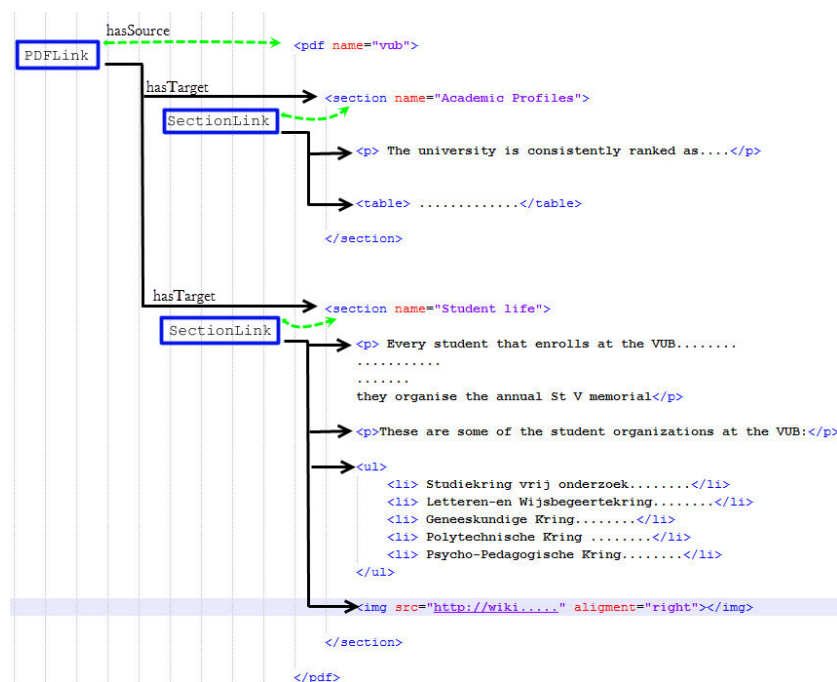 hasSource
PDFLink
<pdf name="vub">
hasTarget
<section name="Academic Profiles">
SectionLink
<p> The university is consistently ranked as....</p>
<table> .............</table>
</section>
hasTarget
<section name="Student life">
SectionLink
<p> Every student that enrolls at the VUB........
...........
.......
they organise the annual St V memorial</p>
<p>These are some of the student organizations at the VUB:</p>
<ul>
<li> Studiekring vrij onderzoek........</li>
<li> Letteren-en Wijsbegeertekring........</li>
<li> Geneeskundige Kring........</li>
<li> Polytechnische Kring ........</li>
<li> Psycho-Pedagogische Kring........</li>
</ul>
<img src="http://wiki....." aligment="right"></img>
</section>
</pdf>